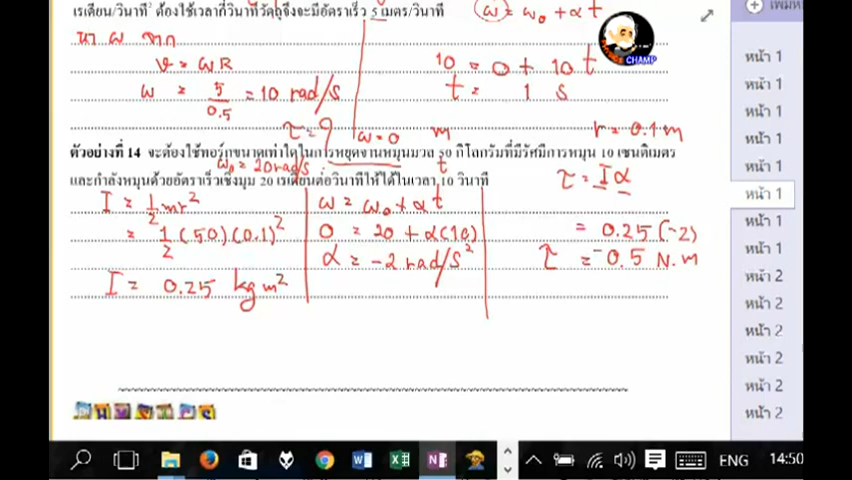 เรเดียน/วินาที² ต้องใช้เวลากี่วินาทีวัตถุจึงจะมีอัตราเร็ว 5 เมตร/วินาที
ω = ω₀ + α t
หา ω จาก
v = ωR
ω = 5/0.5 = 10 rad/s
10 = 0 + 10 t
t = 1 s
CHAMP
τ = ?
ω = 0
m
r = 0.1 m
ตัวอย่างที่ 14 จะต้องใช้ทอร์กขนาดเท่าใดในการหยุดจานหมุนมวล 50 กิโลกรัมที่มีรัศมีการหมุน 10 เซนติเมตร
ω₀ = 20 rad/s
t
และกำลังหมุนด้วยอัตราเร็วเชิงมุม 20 เรเดียนต่อวินาทีให้ได้ในเวลา 10 วินาที
I = 1/2 mr²
= 1/2 (50)(0.1)²
I = 0.25 kg m²
ω = ω₀ + α t
0 = 20 + α(10)
α = -2 rad/s²
τ = I α
= 0.25 (-2)
τ = -0.5 N.m
PHYSICS
หน้า 1
หน้า 1
หน้า 1
หน้า 1
หน้า 1
หน้า 1
หน้า 1
หน้า 1
หน้า 2
หน้า 2
หน้า 2
หน้า 2
หน้า 2
หน้า 2
ENG
14:50